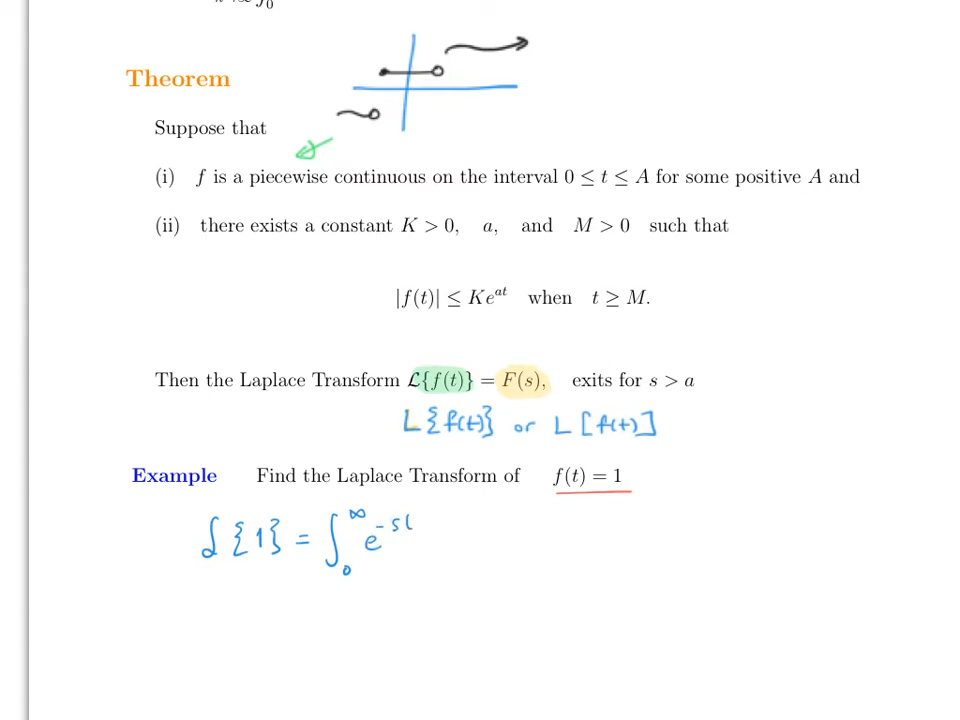 Theorem
Suppose that
(i) f is a piecewise continuous on the interval 0 ≤ t ≤ A for some positive A and
(ii) there exists a constant K > 0, a, and M > 0 such that
|f(t)| ≤ Ke^{at} when t ≥ M.
Then the Laplace Transform ℒ{f(t)} = F(s), exits for s > a
L{f(t)} or L[f(t)]
Example Find the Laplace Transform of f(t) = 1
ℒ{1} = ∫_0^∞ e^{-s